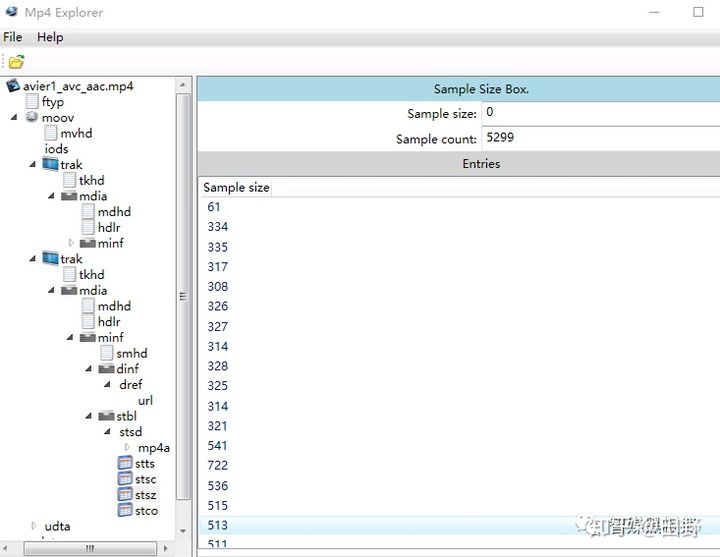 Mp4 Explorer
File Help
avier1_avc_aac.mp4
ftyp
moov
mvhd
iods
trak
tkhd
mdia
mdhd
hdlr
minf
trak
tkhd
mdia
mdhd
hdlr
minf
smhd
dinf
dref
url
stbl
stsd
mp4a
stts
stsc
stsz
stco
udta
Sample Size Box.
Sample size: 0
Sample count: 5299
Entries
Sample size
61
334
335
317
308
326
327
314
328
325
314
321
541
722
536
515
513
511